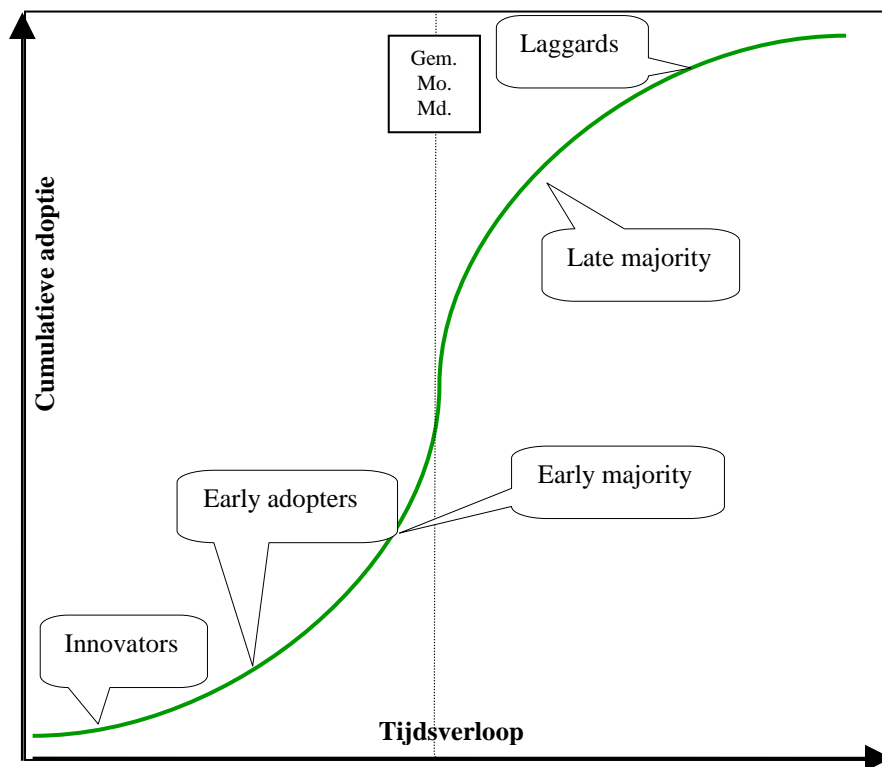 Laggards
Gem.
Mo.
Md.
Cumulatieve adoptie
Late majority
Early majority
Early adopters
Innovators
Tijdsverloop